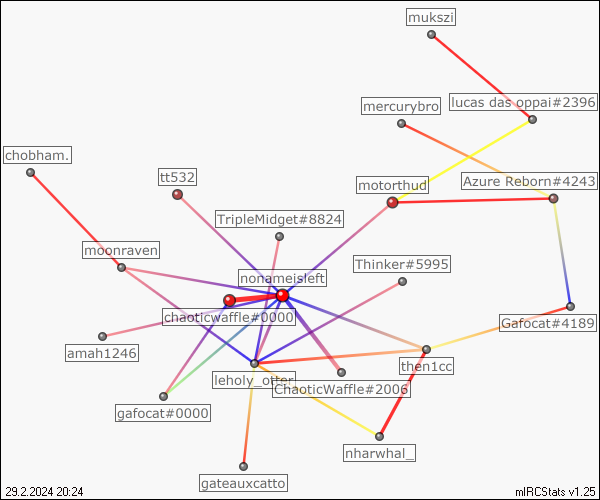 mukszi
lucas das oppai#2396
mercurybro
chobham.
tt532
motorthud
Azure Reborn#4243
TripleMidget#8824
moonraven
Thinker#5995
nonameisleft
Chaoticwaffle#0000
Gafocat#4189
amah1246
then1cc
leholy_otter
ChaoticWaffle#2006
gafocat#0000
nharwhal_
gateauxcatto
29.2.2024 20:24
mIRCStats v1.25